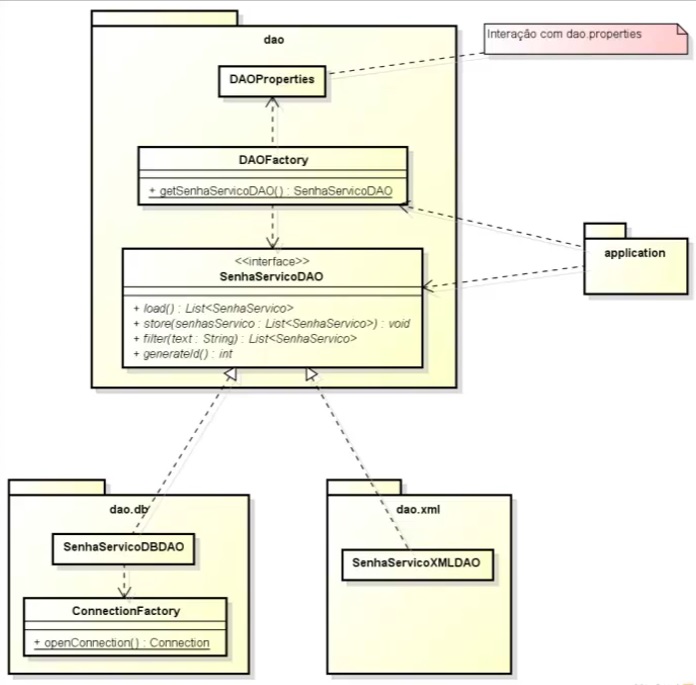 dao
Interação com dao.properties
DAOProperties
DAOFactory
+ getSenhaServicoDAO() : SenhaServicoDAO
<<interface>>
SenhaServicoDAO
+ load() : List<SenhaServico>
+ store(senhasServico : List<SenhaServico>) : void
+ filter(text : String) : List<SenhaServico>
+ generateId() : int
application
dao.db
SenhaServicoDBDAO
ConnectionFactory
+ openConnection() : Connection
dao.xml
SenhaServicoXMLDAO